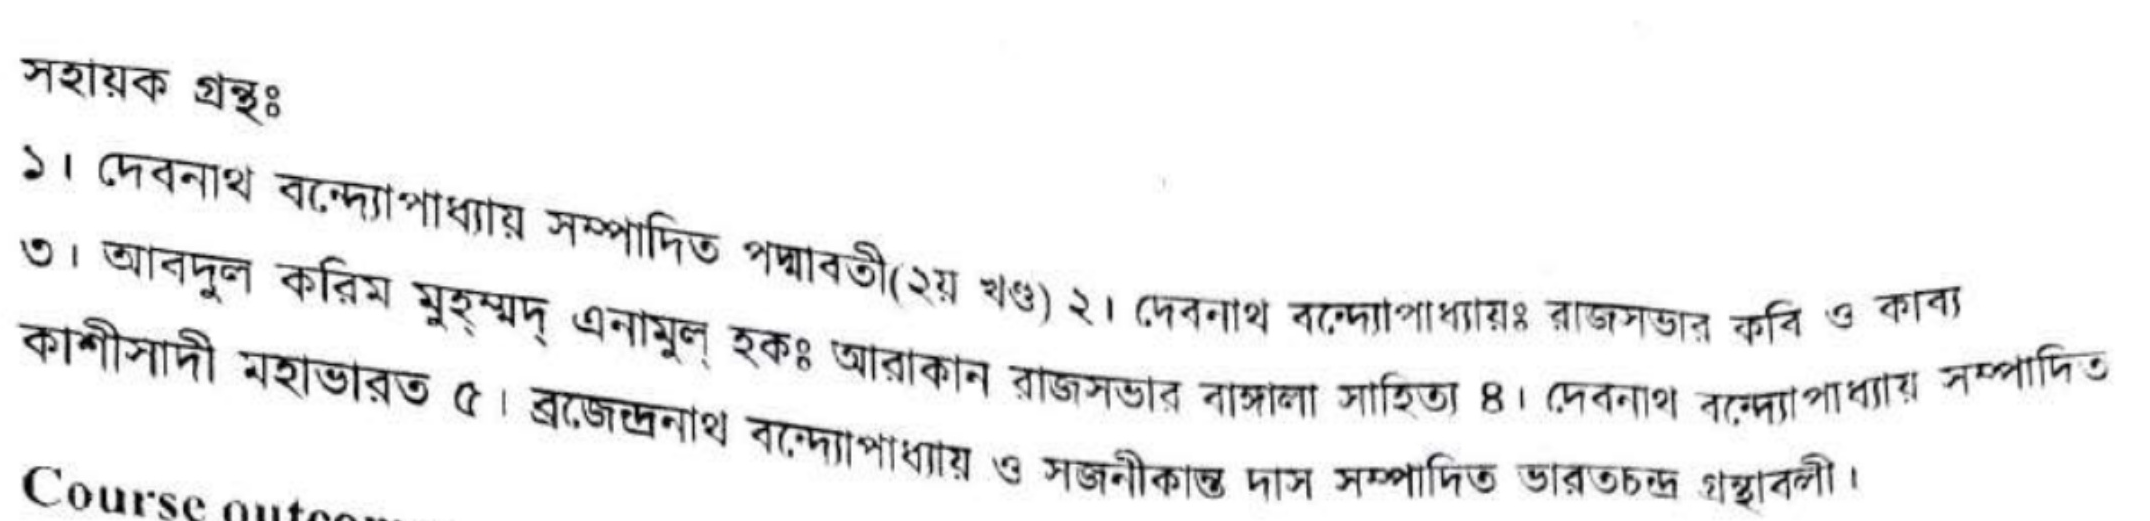 সহায়ক গ্রন্থঃ
১। দেবনাথ বন্দ্যোপাধ্যায় সম্পাদিত পদ্মাবতী(২য় খণ্ড) ২। দেবনাথ বন্দ্যোপাধ্যায়ঃ রাজসভার কবি ও কাব্য
৩। আবদুল করিম মুহম্মদ্ এনামুল্ হকঃ আরাকান রাজসভার বাঙ্গালা সাহিত্য ৪। দেবনাথ বন্দ্যোপাধ্যায় সম্পাদিত
কাশীসাদী মহাভারত ৫। ব্রজেন্দ্রনাথ বন্দ্যোপাধ্যায় ও সজনীকান্ত দাস সম্পাদিত ভারতচন্দ্র গ্রন্থাবলী।
Course